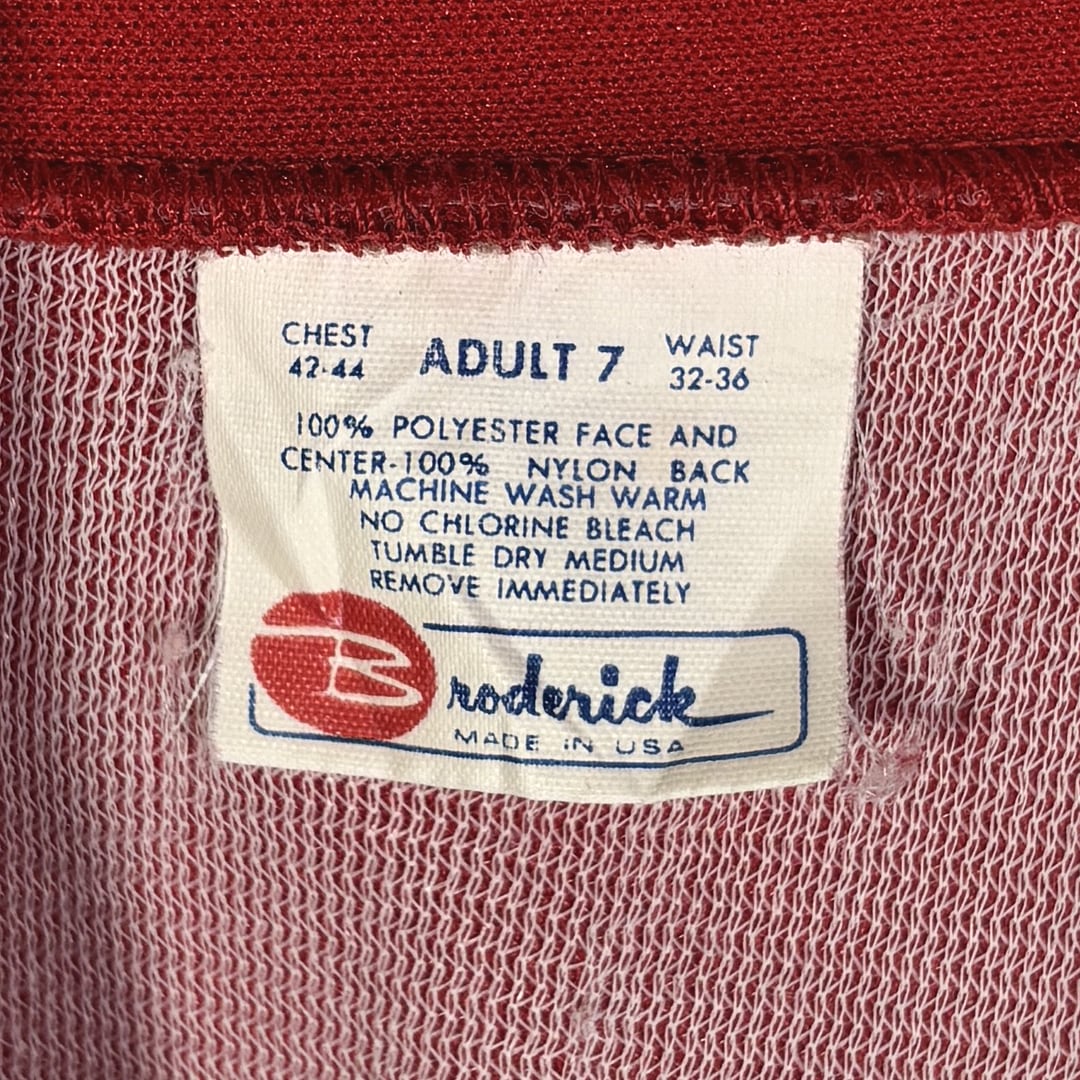 CHEST ADULT 7 WAIST
42-44 32-36
100% POLYESTER FACE AND
CENTER-100% NYLON BACK
MACHINE WASH WARM
NO CHLORINE BLEACH
TUMBLE DRY MEDIUM
REMOVE IMMEDIATELY
Broderick
MADE IN USA